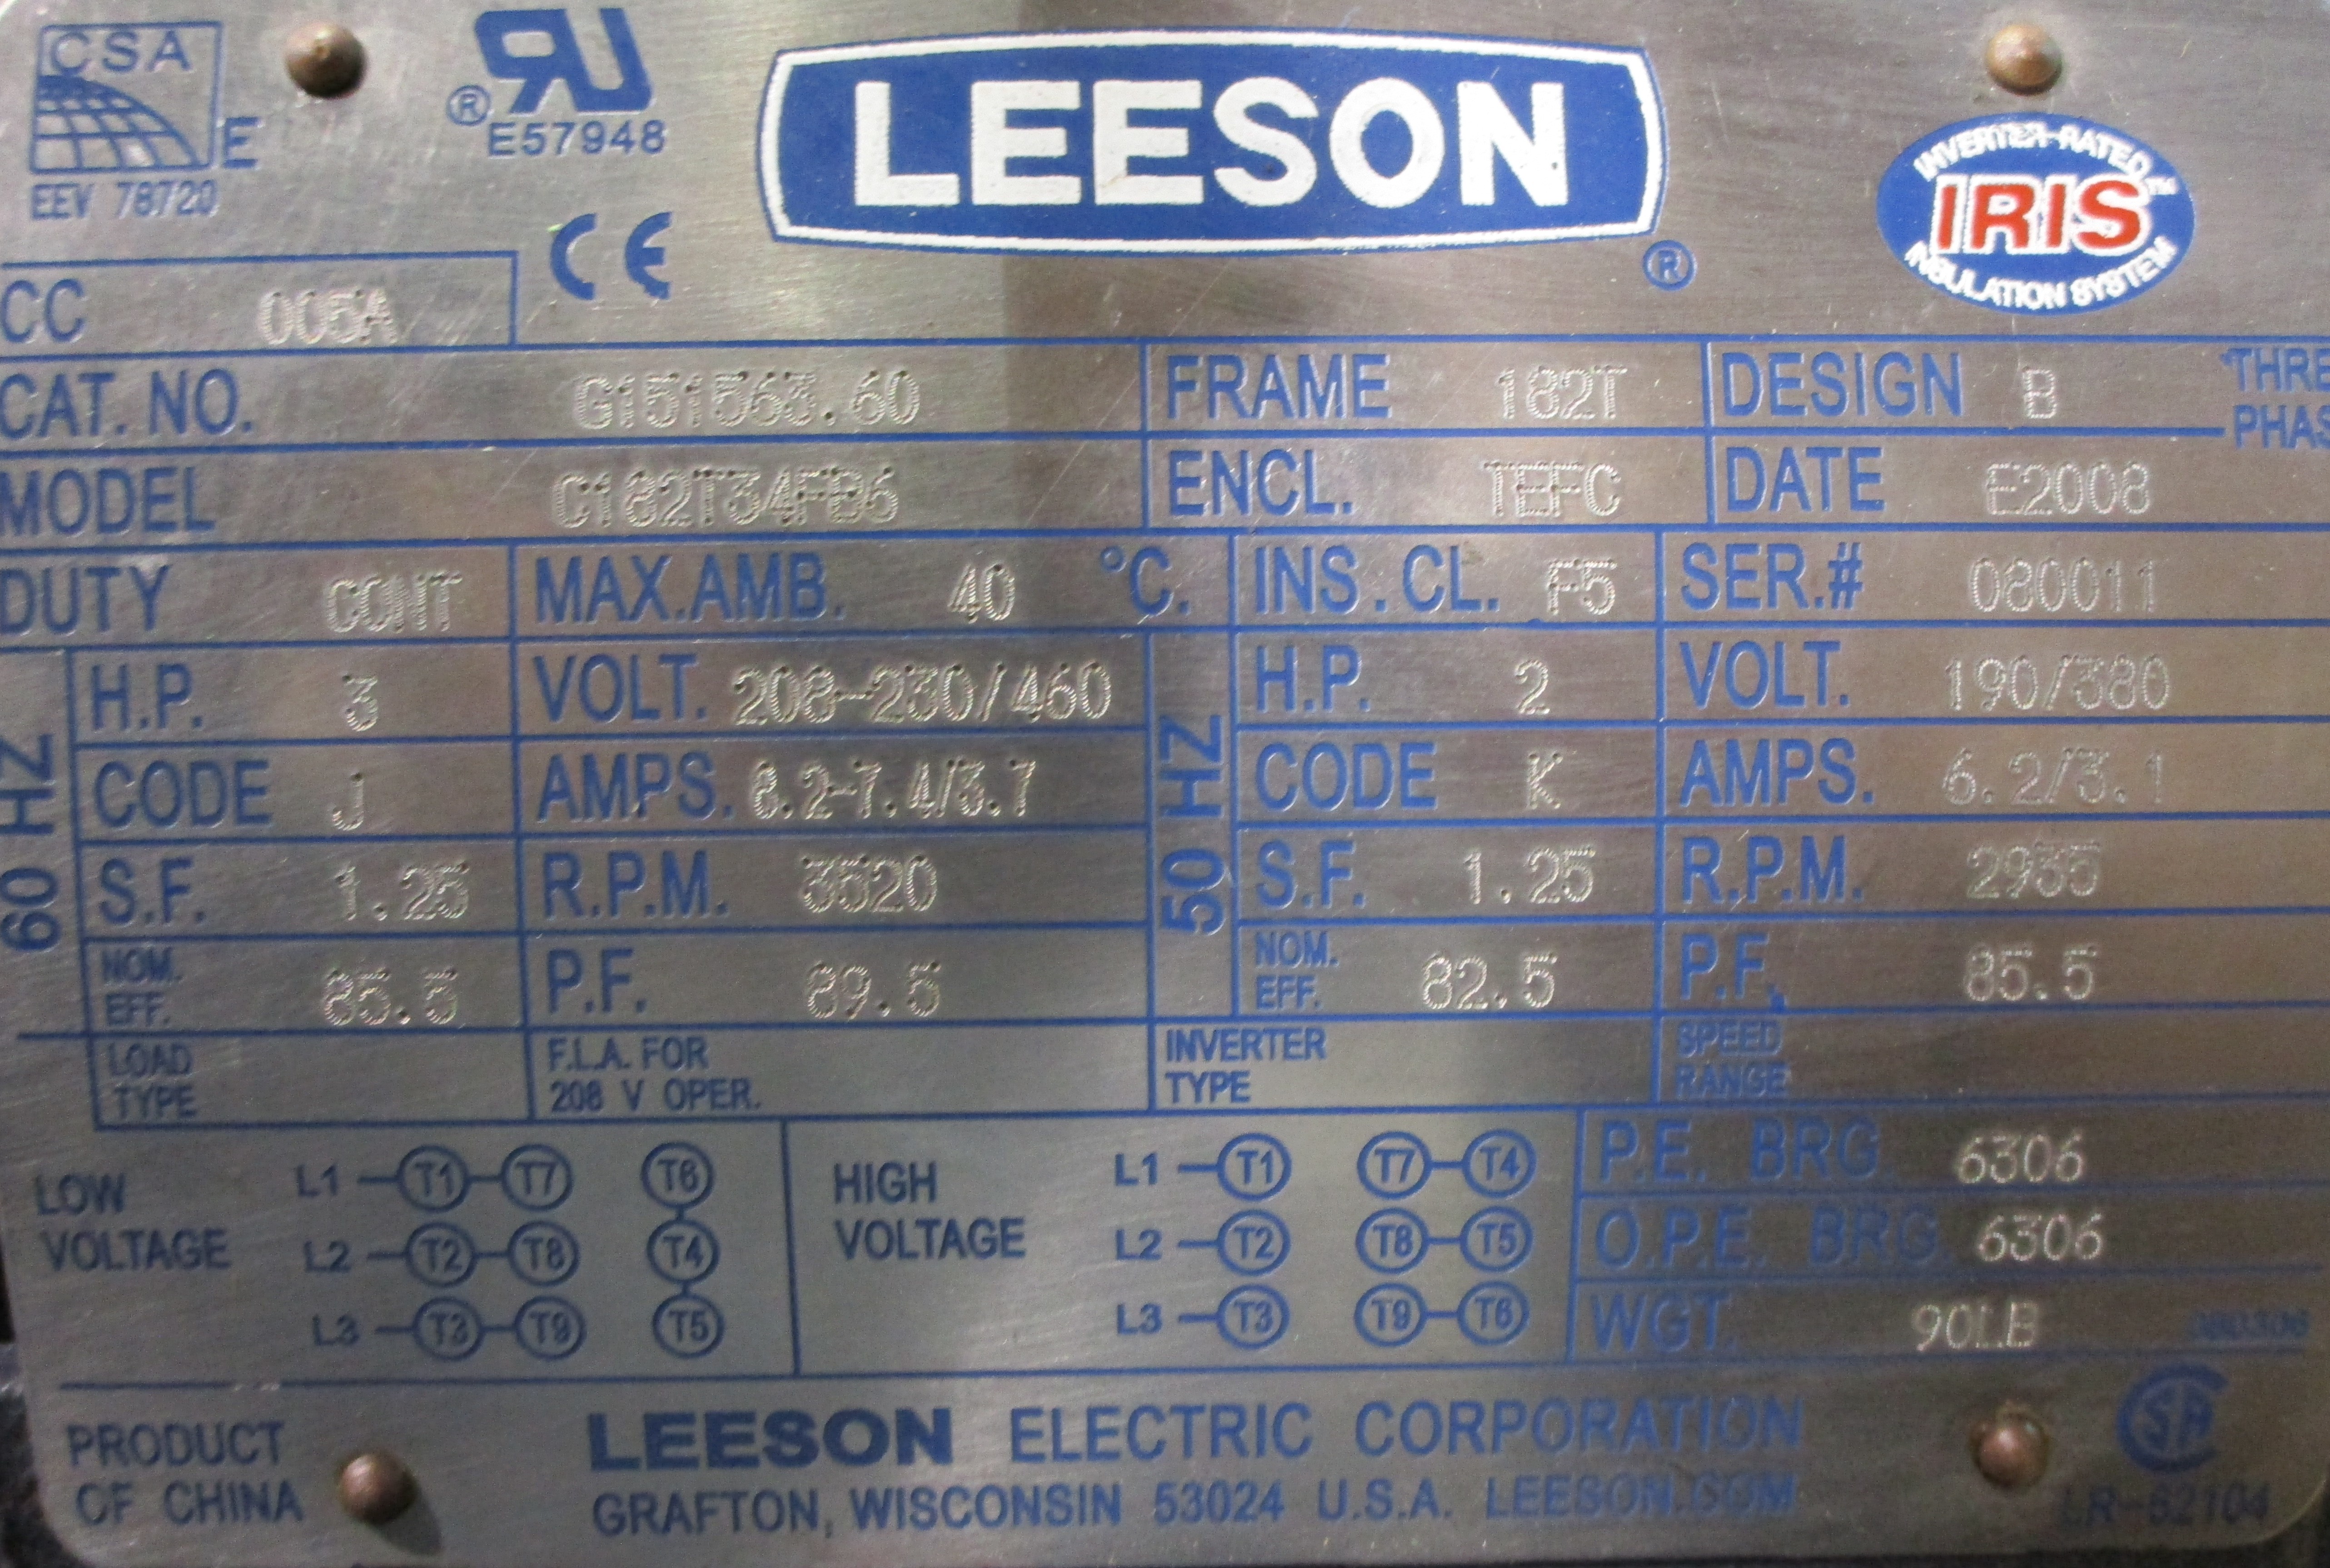 CSA
E
EEV 78720
® RU
E57948
CE
LEESON ®
INVERTER-RATED
IRIS™
INSULATION SYSTEM
CC 005A
CAT. NO. G151563.60 FRAME 182T DESIGN B THRE
PHAS
MODEL C182T34FB6 ENCL. TEFC DATE E2008
DUTY CONT MAX.AMB. 40 °C. INS.CL. F5 SER.# 080011
60 HZ
H.P. 3 VOLT. 208-230/460
CODE J AMPS. 8.2-7.4/3.7
S.F. 1.25 R.P.M. 3520
NOM.
EFF. 85.5 P.F. 89.5
50 HZ
H.P. 2 VOLT. 190/380
CODE K AMPS. 6.2/3.1
S.F. 1.25 R.P.M. 2935
NOM.
EFF. 82.5 P.F. 85.5
LOAD
TYPE
F.L.A. FOR
208 V OPER.
INVERTER
TYPE
SPEED
RANGE
LOW
VOLTAGE
L1 T1 T7 T6
L2 T2 T8 T4
L3 T3 T9 T5
HIGH
VOLTAGE
L1 T1 T7 T4
L2 T2 T8 T5
L3 T3 T9 T6
P.E. BRG. 6306
O.P.E. BRG. 6306
WGT. 90LB
PRODUCT
OF CHINA
LEESON ELECTRIC CORPORATION
GRAFTON, WISCONSIN 53024 U.S.A. LEESON.COM
SA
LR-62104